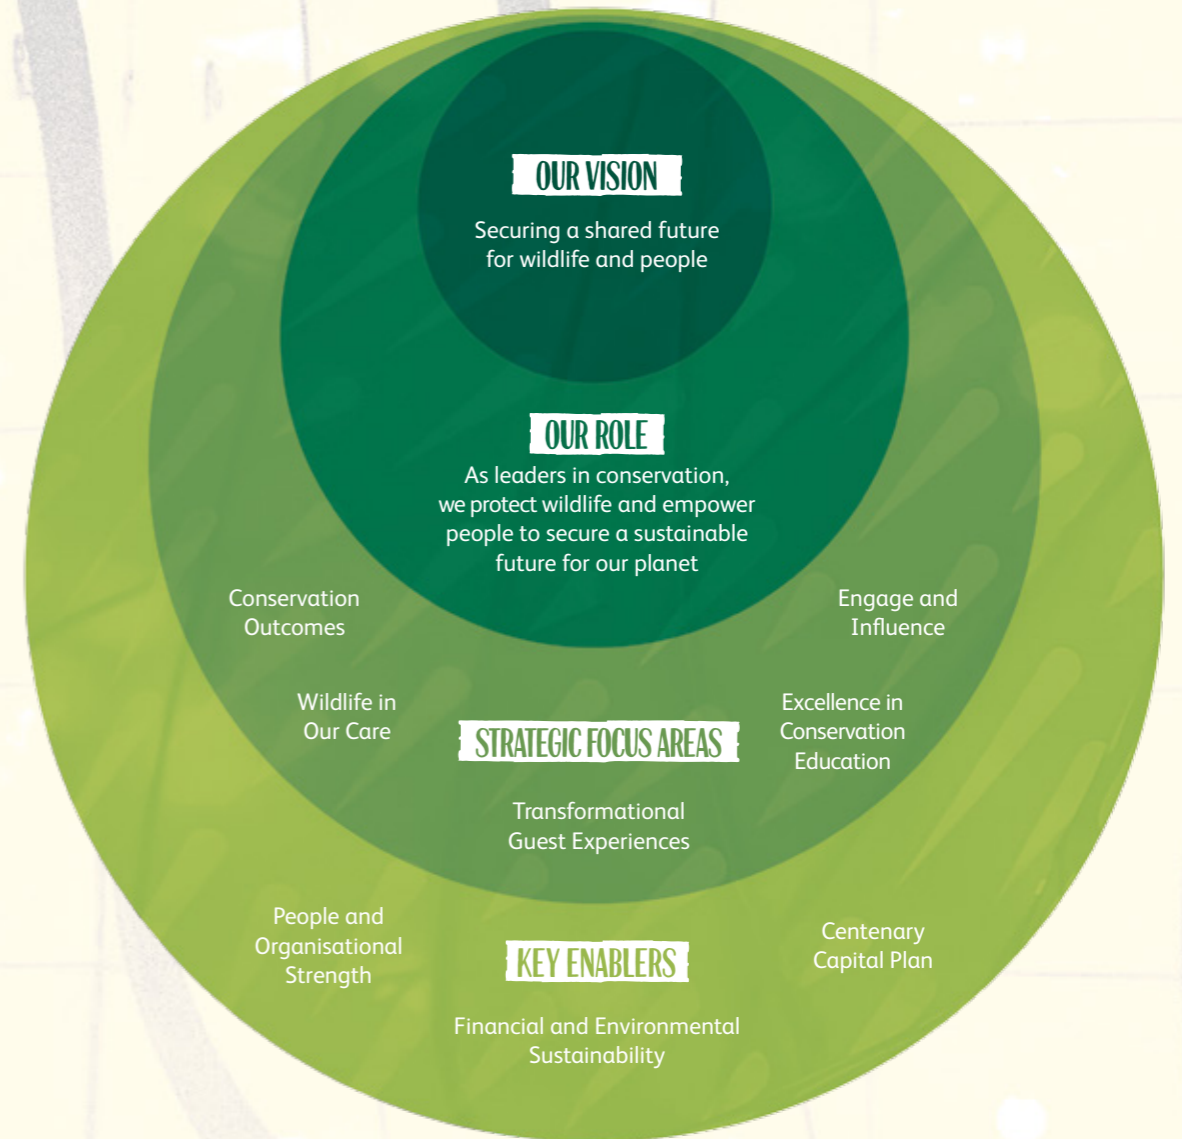 OUR VISION
Securing a shared future
for wildlife and people
OUR ROLE
As leaders in conservation,
we protect wildlife and empower
people to secure a sustainable
future for our planet
Conservation
Outcomes
Engage and
Influence
Wildlife in
Our Care
STRATEGIC FOCUS AREAS
Excellence in
Conservation
Education
Transformational
Guest Experiences
People and
Organisational
Strength
KEY ENABLERS
Centenary
Capital Plan
Financial and Environmental
Sustainability